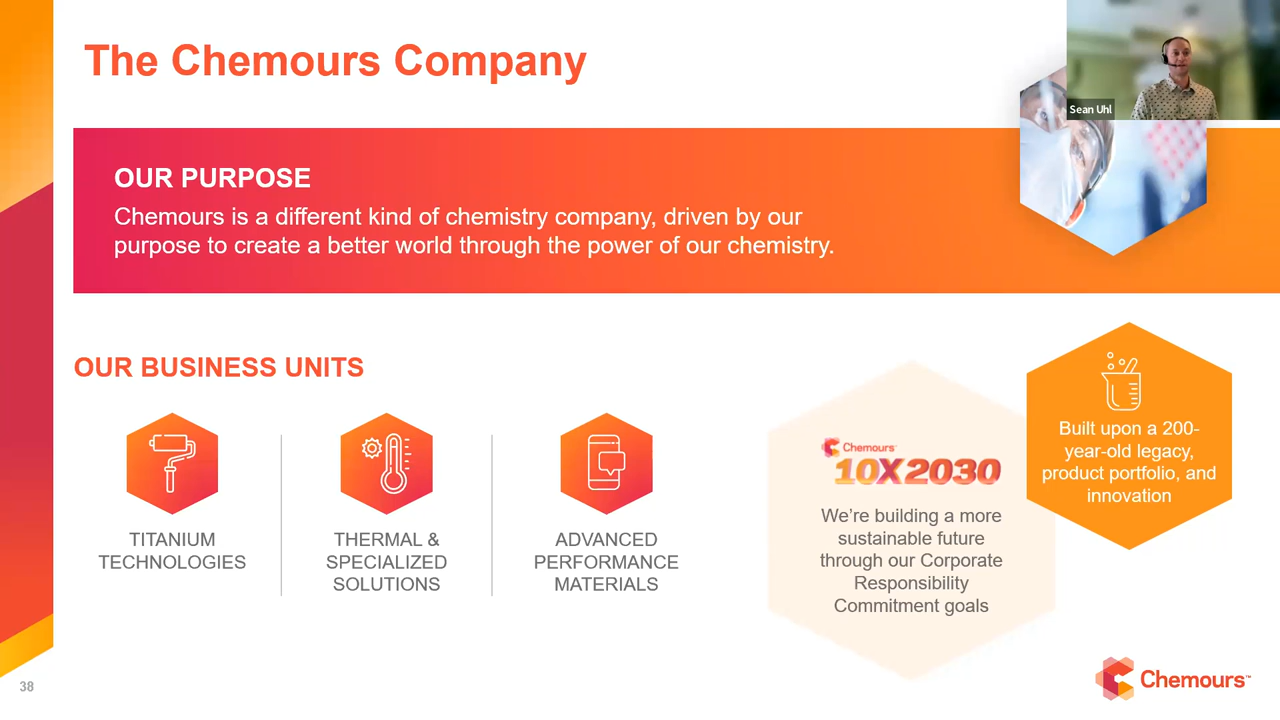 The Chemours Company
Sean Uhl
OUR PURPOSE
Chemours is a different kind of chemistry company, driven by our
purpose to create a better world through the power of our chemistry.
OUR BUSINESS UNITS
TITANIUM
TECHNOLOGIES
THERMAL &
SPECIALIZED
SOLUTIONS
ADVANCED
PERFORMANCE
MATERIALS
Chemours™
10X2030
We’re building a more
sustainable future
through our Corporate
Responsibility
Commitment goals
Built upon a 200-
year-old legacy,
product portfolio, and
innovation
38
Chemours™